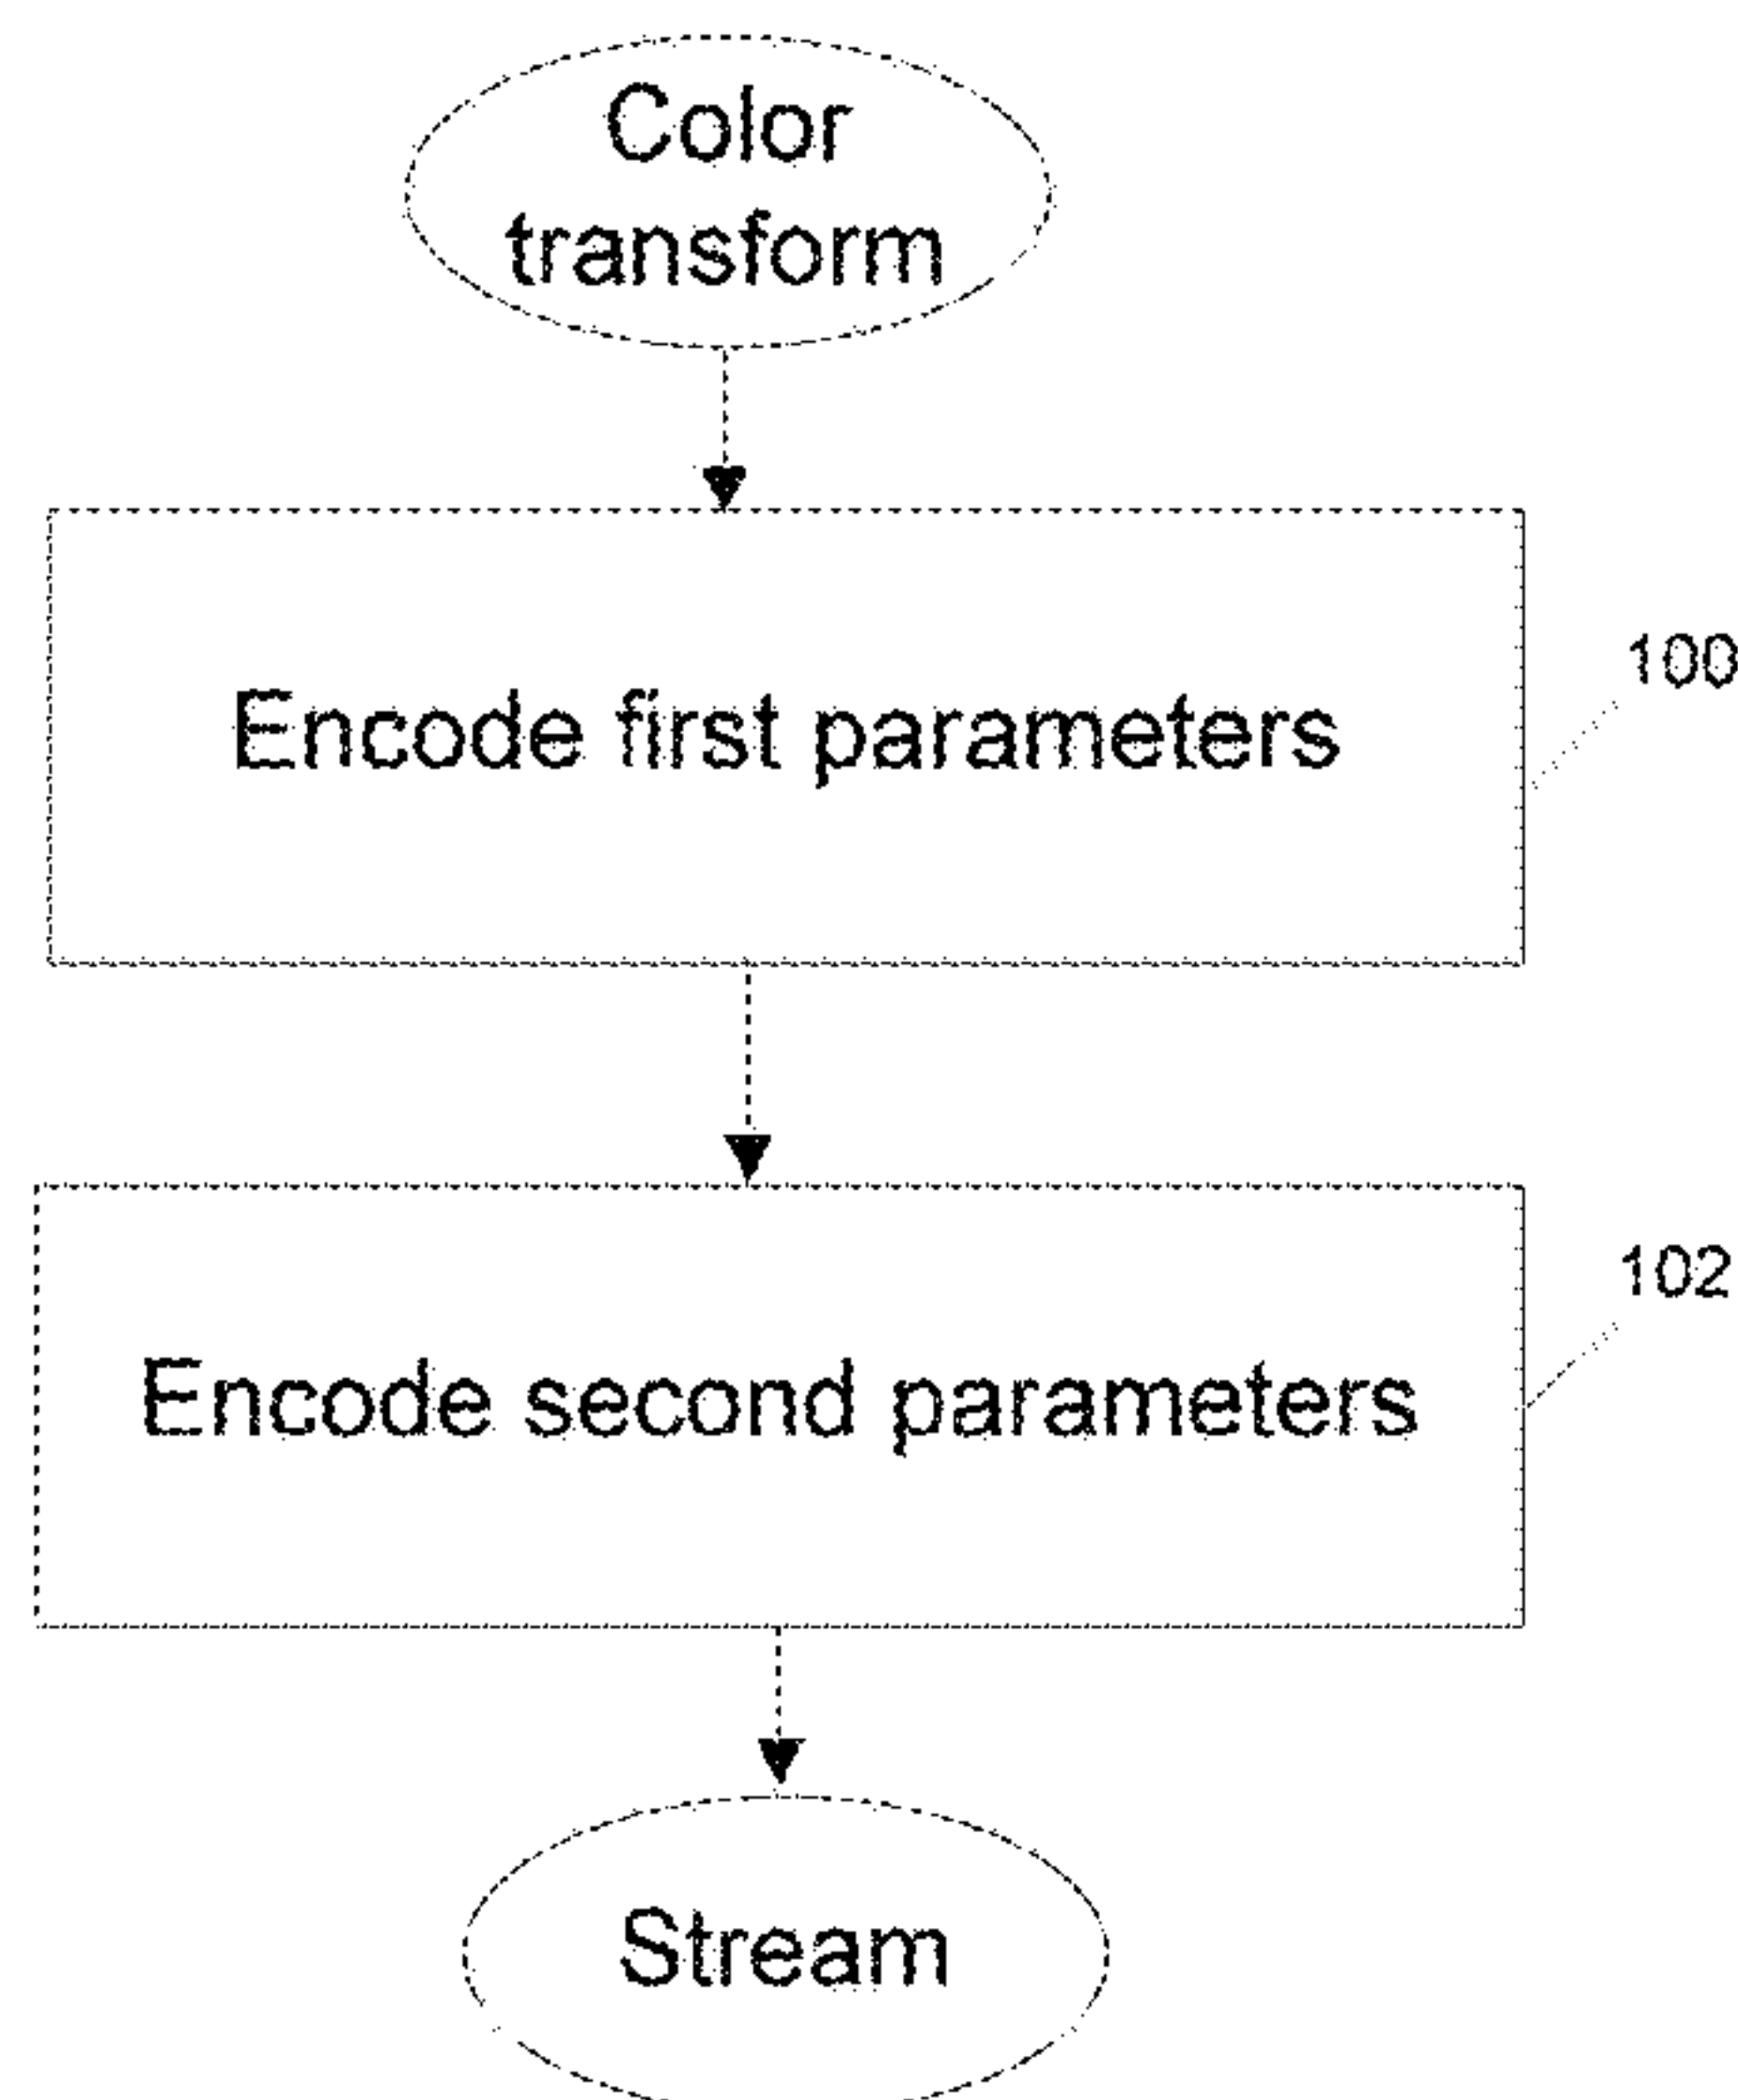 Color
transform
Encode first parameters
100
Encode second parameters
102
Stream